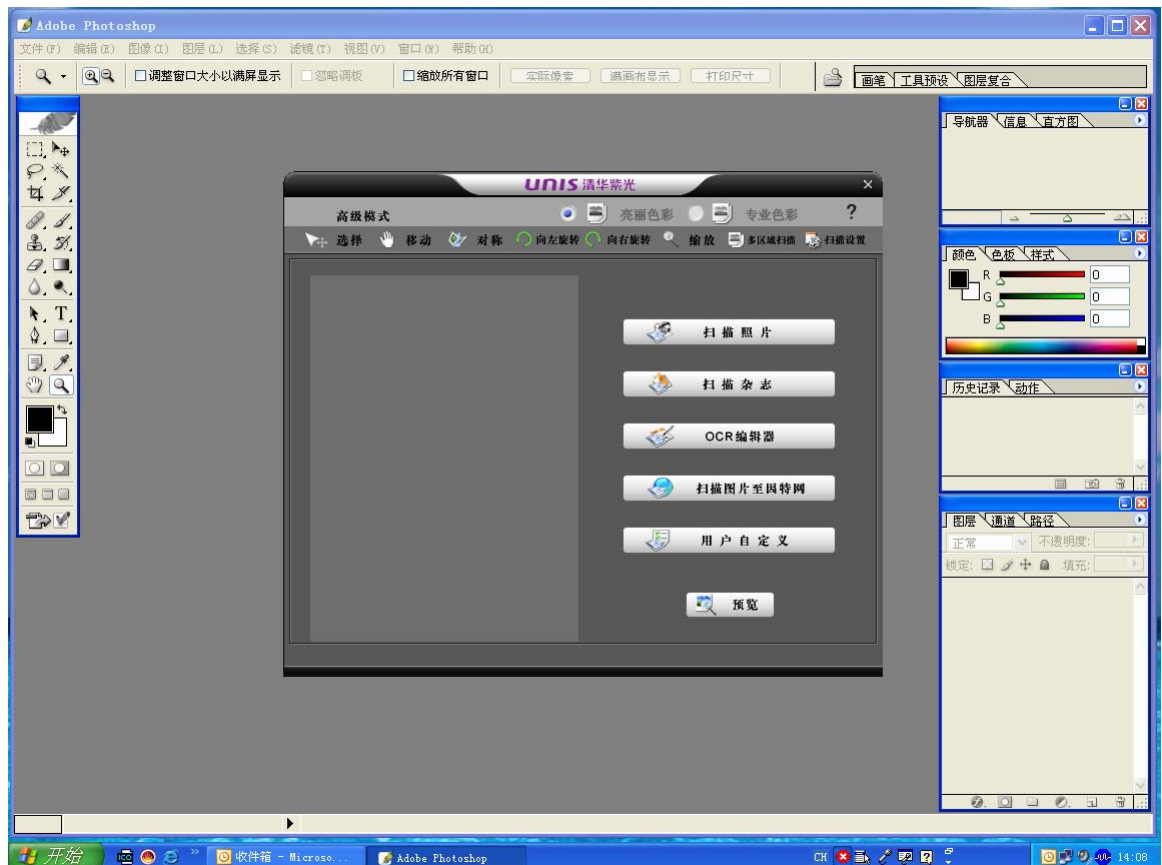 Adobe Photoshop
文件(F) 编辑(E) 图像(I) 图层(L) 选择(S) 滤镜(T) 视图(V) 窗口(W) 帮助(H)
调整窗口大小以满屏显示 忽略调板 缩放所有窗口 实际像素 满画布显示 打印尺寸 画笔 工具预设 图层复合
导航器 信息 直方图
UNIS 清华紫光
高级模式 亮丽色彩 专业色彩 ?
选择 移动 对称 向左旋转 向右旋转 缩放 多区域扫描 扫描设置
颜色 色板 样式
R 0
G 0
B 0
扫描照片
扫描杂志
OCR编辑器
扫描图片至因特网
用户自定义
预览
历史记录 动作
图层 通道 路径
正常 不透明度:
锁定: 填充:
开始 收件箱 - Microso... Adobe Photoshop CH 14:08